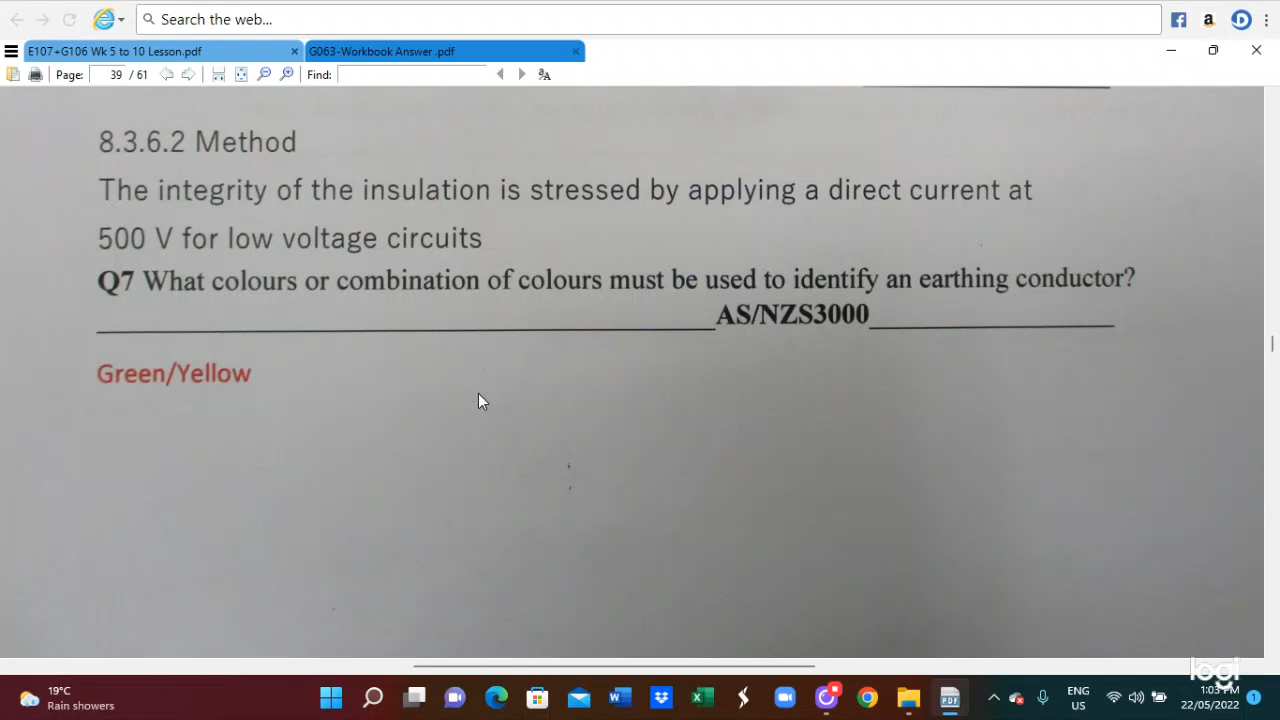 Search the web...
E107+G106 Wk 5 to 10 Lesson.pdf
G063-Workbook Answer .pdf
Page: 39 / 61 Find:
8.3.6.2 Method
The integrity of the insulation is stressed by applying a direct current at
500 V for low voltage circuits
Q7 What colours or combination of colours must be used to identify an earthing conductor?
AS/NZS3000
Green/Yellow
logi
19°C
Rain showers
ENG
US
1:03 PM
22/05/2022